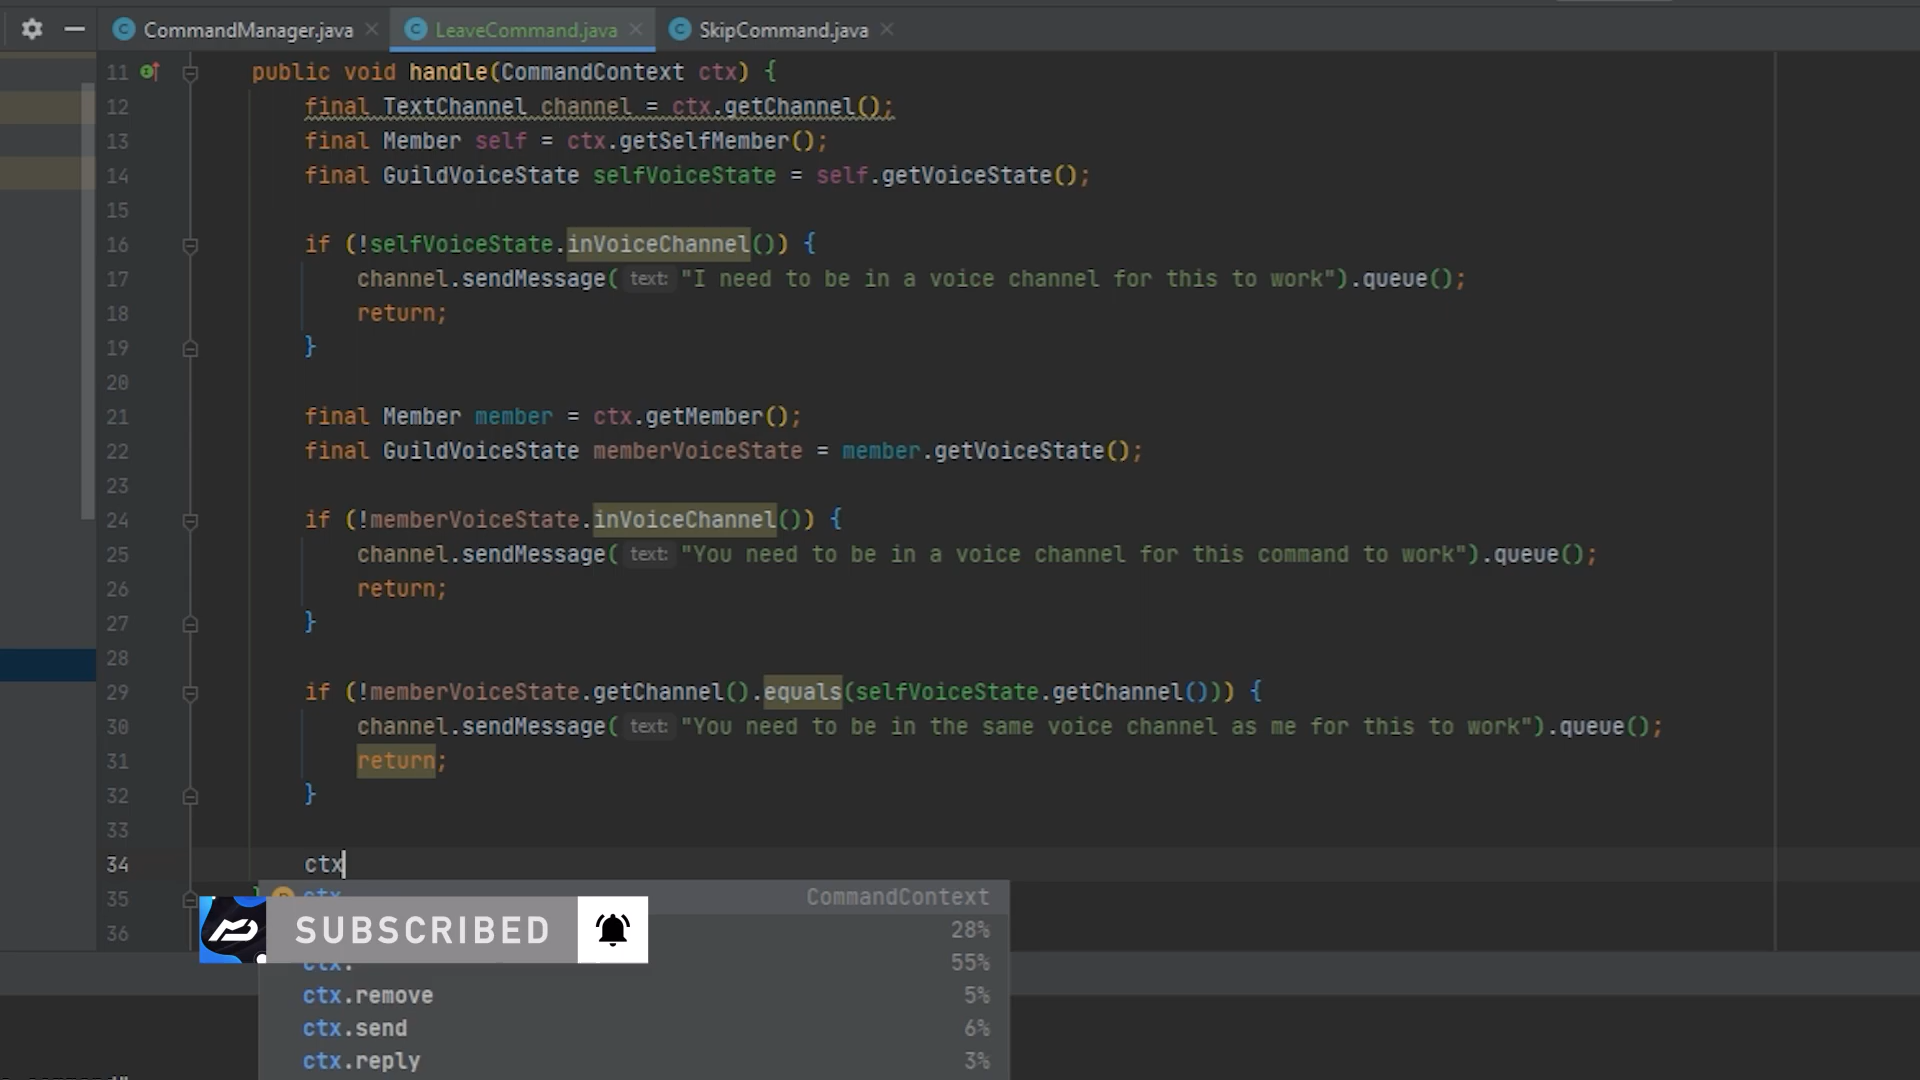 CommandManager.java LeaveCommand.java SkipCommand.java
11 public void handle(CommandContext ctx) {
12 final TextChannel channel = ctx.getChannel();
13 final Member self = ctx.getSelfMember();
14 final GuildVoiceState selfVoiceState = self.getVoiceState();
15
16 if (!selfVoiceState.inVoiceChannel()) {
17 channel.sendMessage( text: "I need to be in a voice channel for this to work").queue();
18 return;
19 }
20
21 final Member member = ctx.getMember();
22 final GuildVoiceState memberVoiceState = member.getVoiceState();
23
24 if (!memberVoiceState.inVoiceChannel()) {
25 channel.sendMessage( text: "You need to be in a voice channel for this command to work").queue();
26 return;
27 }
28
29 if (!memberVoiceState.getChannel().equals(selfVoiceState.getChannel())) {
30 channel.sendMessage( text: "You need to be in the same voice channel as me for this to work").queue();
31 return;
32 }
33
34 ctx
35 }
ctx CommandContext
36
SUBSCRIBED
28%
ctx. 55%
ctx.remove 5%
ctx.send 6%
ctx.reply 3%